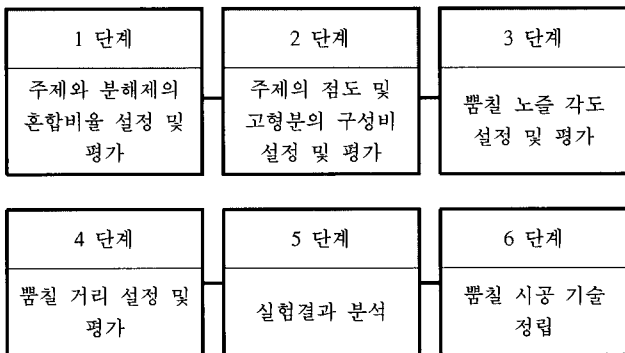 1 단계
주제와 분해제의
혼합비율 설정 및
평가
2 단계
주제의 점도 및
고형분의 구성비
설정 및 평가
3 단계
뿜칠 노즐 각도
설정 및 평가
4 단계
뿜칠 거리 설정 및
평가
5 단계
실험결과 분석
6 단계
뿜칠 시공 기술
정립